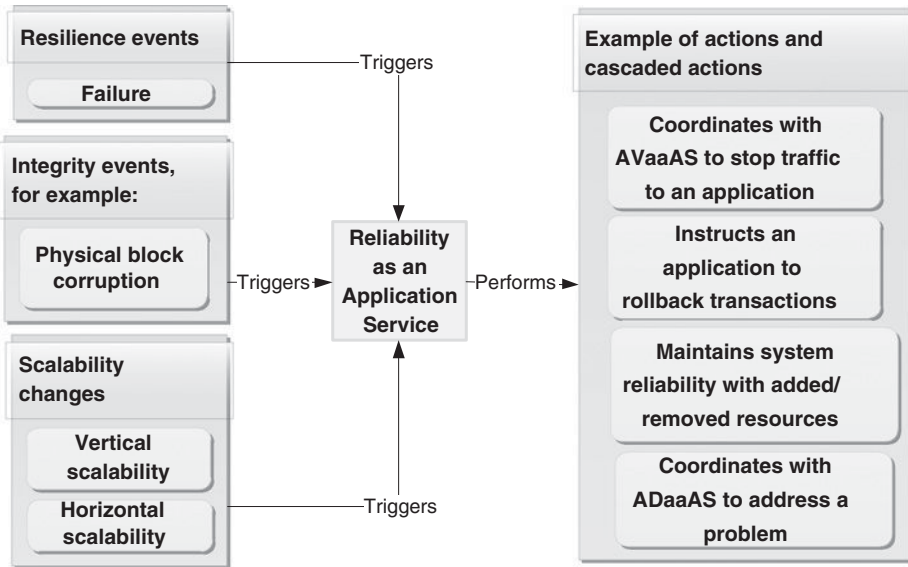 Resilience events
Failure
Integrity events,
for example:
Physical block
corruption
Scalability
changes
Vertical
scalability
Horizontal
scalability
Triggers
Triggers
Triggers
Reliability
as an
Application
Service
Performs
Example of actions and
cascaded actions
Coordinates with
AVaaAS to stop traffic
to an application
Instructs an
application to
rollback transactions
Maintains system
reliability with added/
removed resources
Coordinates with
ADaaAS to address a
problem